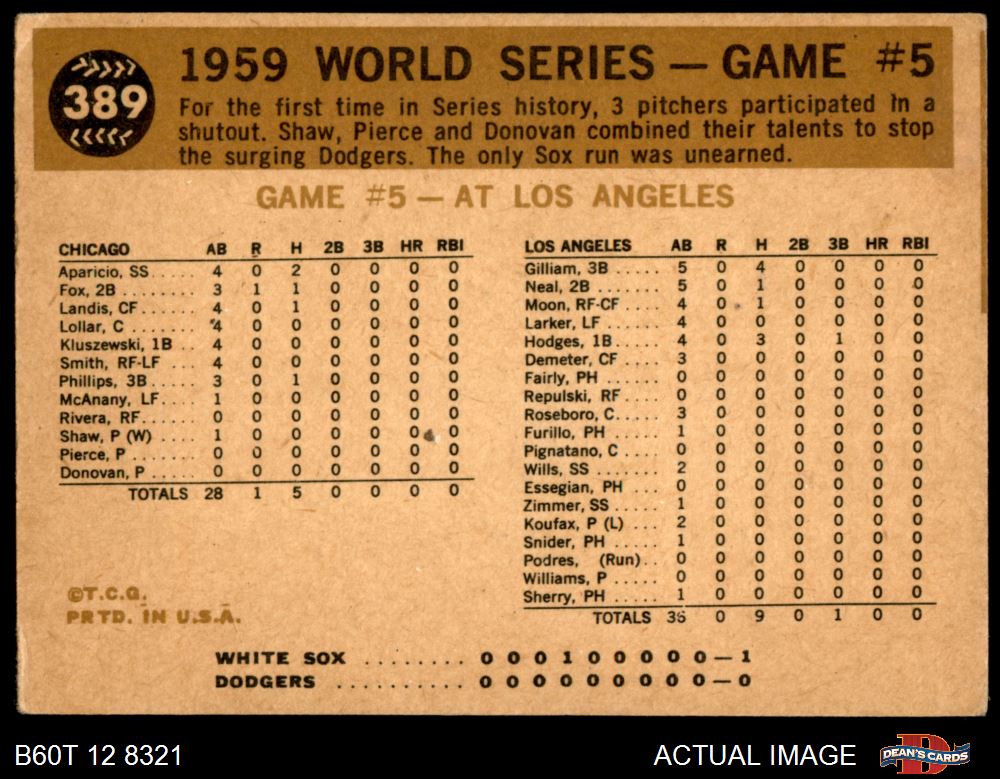 389
1959 WORLD SERIES — GAME #5
For the first time in Series history, 3 pitchers participated in a
shutout. Shaw, Pierce and Donovan combined their talents to stop
the surging Dodgers. The only Sox run was unearned.
GAME #5 — AT LOS ANGELES
CHICAGO AB R H 2B 3B HR RBI
Aparicio, SS..... 4 0 2 0 0 0 0
Fox, 2B ........ 3 1 1 0 0 0 0
Landis, CF...... 4 0 1 0 0 0 0
Lollar, C ....... 4 0 0 0 0 0 0
Kluszewski, 1B .. 4 0 0 0 0 0 0
Smith, RF-LF ... 4 0 0 0 0 0 0
Phillips, 3B..... 3 0 1 0 0 0 0
McAnany, LF.... 1 0 0 0 0 0 0
Rivera, RF...... 0 0 0 0 0 0 0
Shaw, P (W) .... 1 0 0 0 0 0 0
Pierce, P ....... 0 0 0 0 0 0 0
Donovan, P..... 0 0 0 0 0 0 0
TOTALS 28 1 5 0 0 0 0
LOS ANGELES AB R H 2B 3B HR RBI
Gilliam, 3B ..... 5 0 4 0 0 0 0
Neal, 2B ....... 5 0 1 0 0 0 0
Moon, RF-CF ... 4 0 1 0 0 0 0
Larker, LF ..... 4 0 0 0 0 0 0
Hodges, 1B..... 4 0 3 0 1 0 0
Demeter, CF .... 3 0 0 0 0 0 0
Fairly, PH ..... 0 0 0 0 0 0 0
Repulski, RF ... 0 0 0 0 0 0 0
Roseboro, C..... 3 0 0 0 0 0 0
Furillo, PH ..... 1 0 0 0 0 0 0
Pignatano, C .... 0 0 0 0 0 0 0
Wills, SS ...... 2 0 0 0 0 0 0
Essegian, PH ... 0 0 0 0 0 0 0
Zimmer, SS .... 1 0 0 0 0 0 0
Koufax, P (L) ... 2 0 0 0 0 0 0
Snider, PH ..... 1 0 0 0 0 0 0
Podres, (Run).. 0 0 0 0 0 0 0
Williams, P ..... 0 0 0 0 0 0 0
Sherry, PH ..... 1 0 0 0 0 0 0
TOTALS 36 0 9 0 1 0 0
©T.C.G.
PRTD. IN U.S.A.
WHITE SOX ........ 0 0 0 1 0 0 0 0 0 — 1
DODGERS .......... 0 0 0 0 0 0 0 0 0 — 0
B60T 12 8321
ACTUAL IMAGE
DEAN'S CARDS